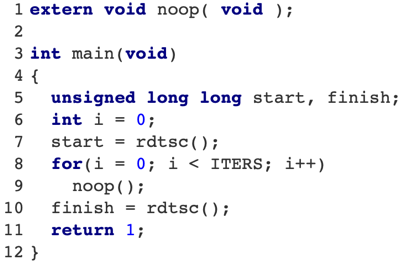 1 extern void noop( void );
2
3 int main(void)
4 {
5   unsigned long long start, finish;
6   int i = 0;
7   start = rdtsc();
8   for(i = 0; i < ITERS; i++)
9     noop();
10   finish = rdtsc();
11   return 1;
12 }